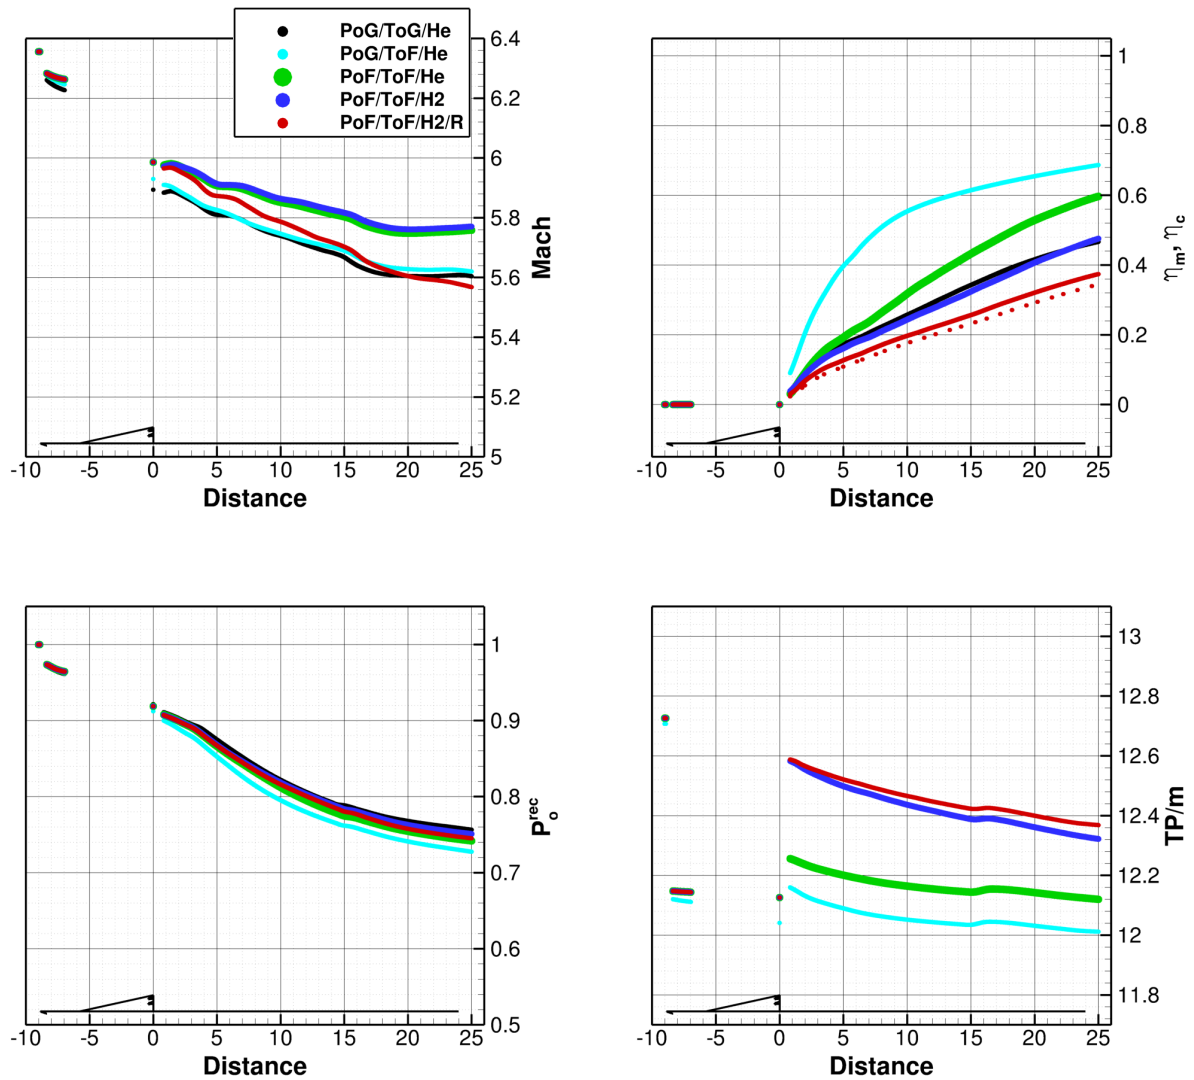 PoG/ToG/He
PoG/ToF/He
PoF/ToF/He
PoF/ToF/H2
PoF/ToF/H2/R
6.4
6.2
6
5.8
5.6
5.4
5.2
5
Mach
-10 -5 0 5 10 15 20 25
Distance
1
0.8
0.6
0.4
0.2
0
ηm, ηc
-10 -5 0 5 10 15 20 25
Distance
1
0.9
0.8
0.7
0.6
0.5
Porec
-10 -5 0 5 10 15 20 25
Distance
13
12.8
12.6
12.4
12.2
12
11.8
TP/m
-10 -5 0 5 10 15 20 25
Distance